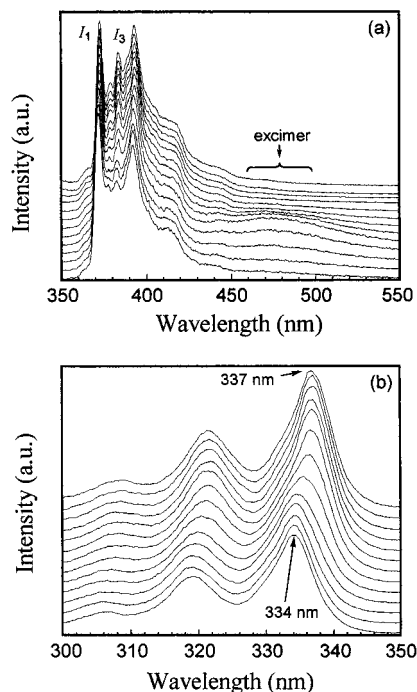 (a)
I1 I3
excimer
Intensity (a.u.)
350 400 450 500 550
Wavelength (nm)
(b)
337 nm
Intensity (a.u.)
334 nm
300 310 320 330 340 350
Wavelength (nm)